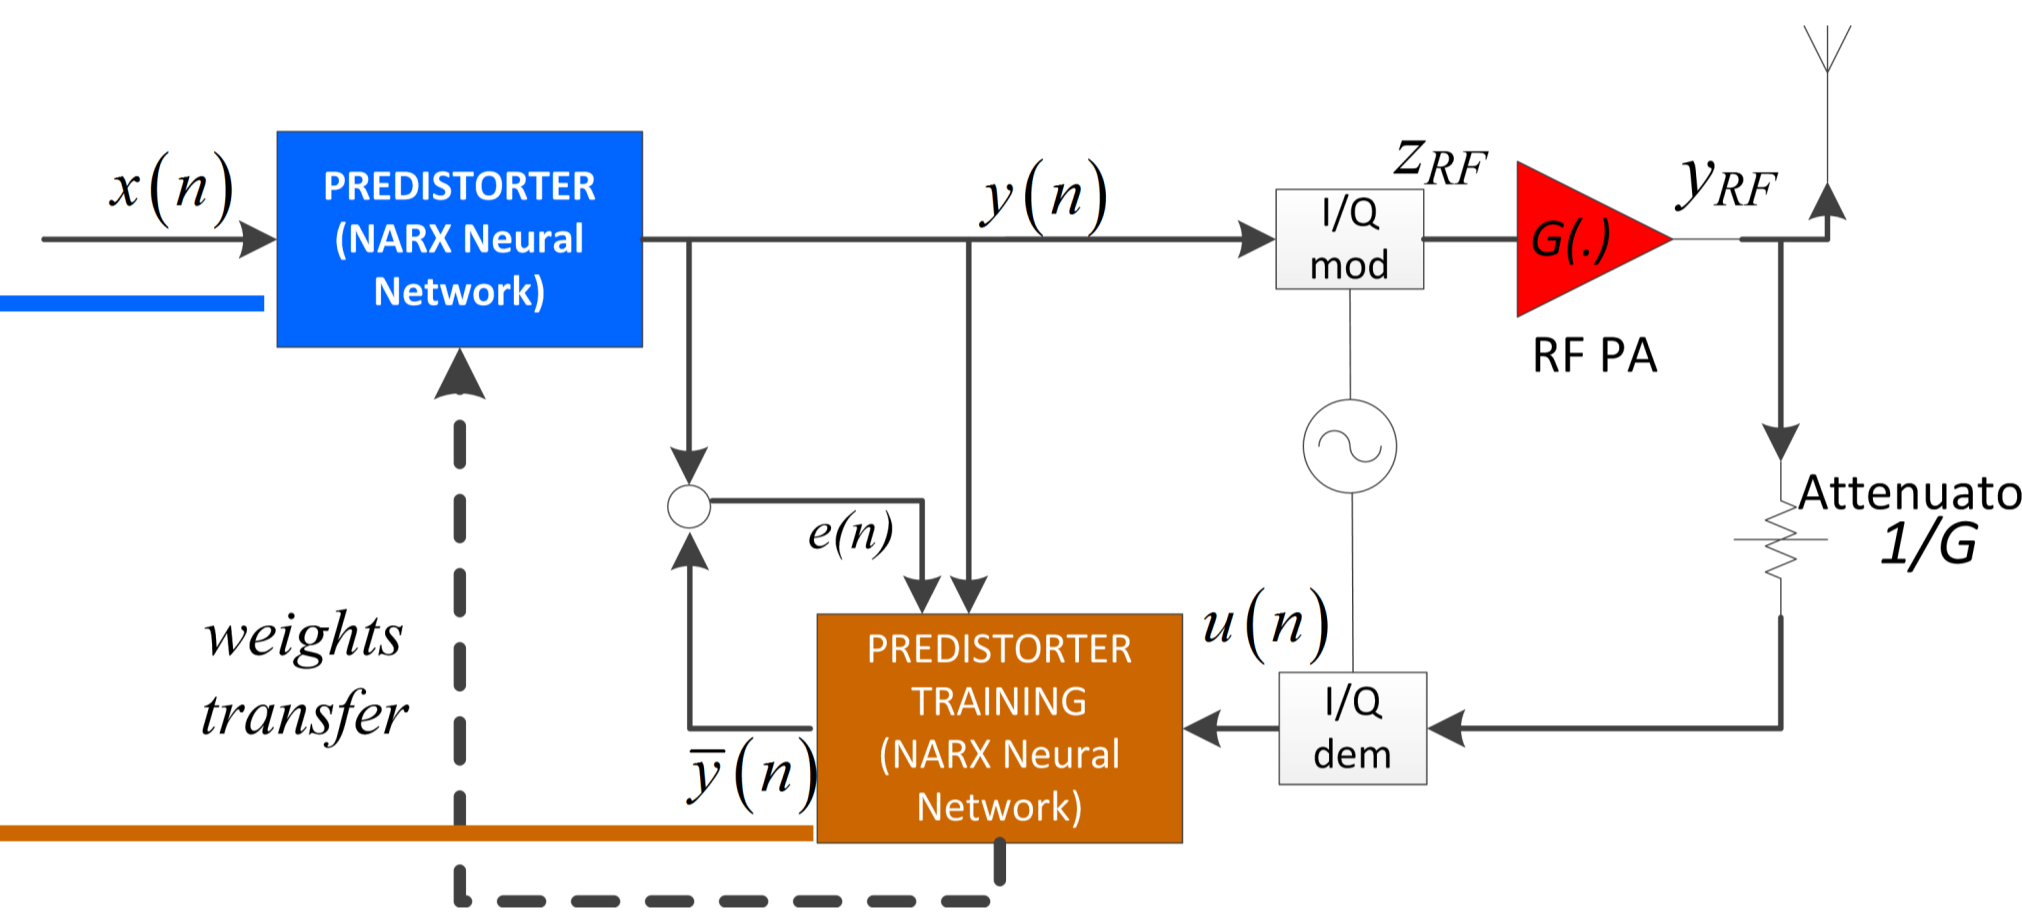 x(n)
PREDISTORTER
(NARX Neural
Network)
y(n)
I/Q
mod
z_RF
G(.)
y_RF
RF PA
Attenuato
1/G
e(n)
u(n)
weights
transfer
y̅(n)
PREDISTORTER
TRAINING
(NARX Neural
Network)
I/Q
dem